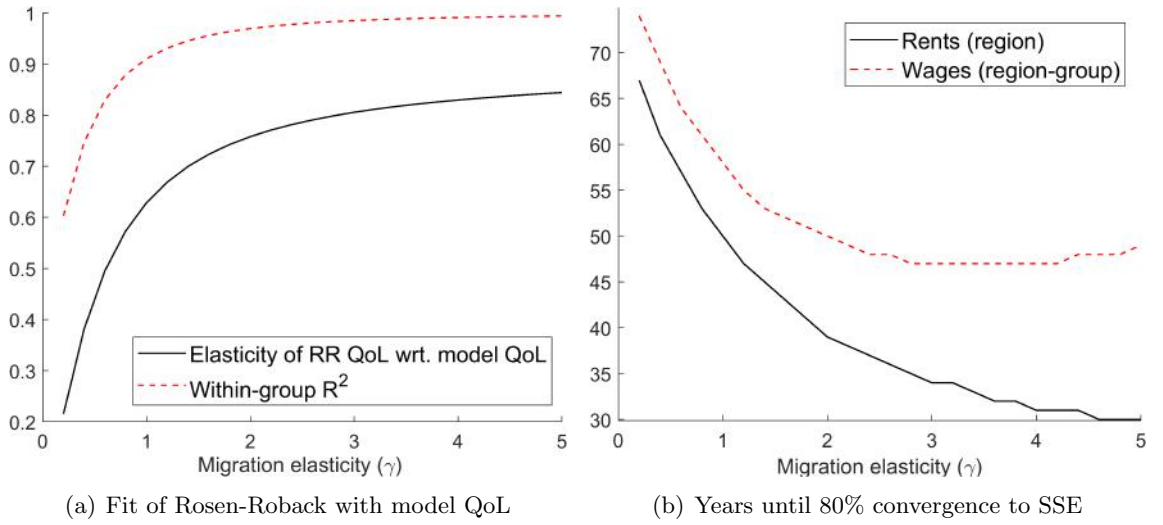 1
0.9
0.8
0.7
0.6
0.5
0.4
0.3
0.2
0 1 2 3 4 5
Migration elasticity (γ)
Elasticity of RR QoL wrt. model QoL
Within-group R²
(a) Fit of Rosen-Roback with model QoL
70
65
60
55
50
45
40
35
30
0 1 2 3 4 5
Migration elasticity (γ)
Rents (region)
Wages (region-group)
(b) Years until 80% convergence to SSE